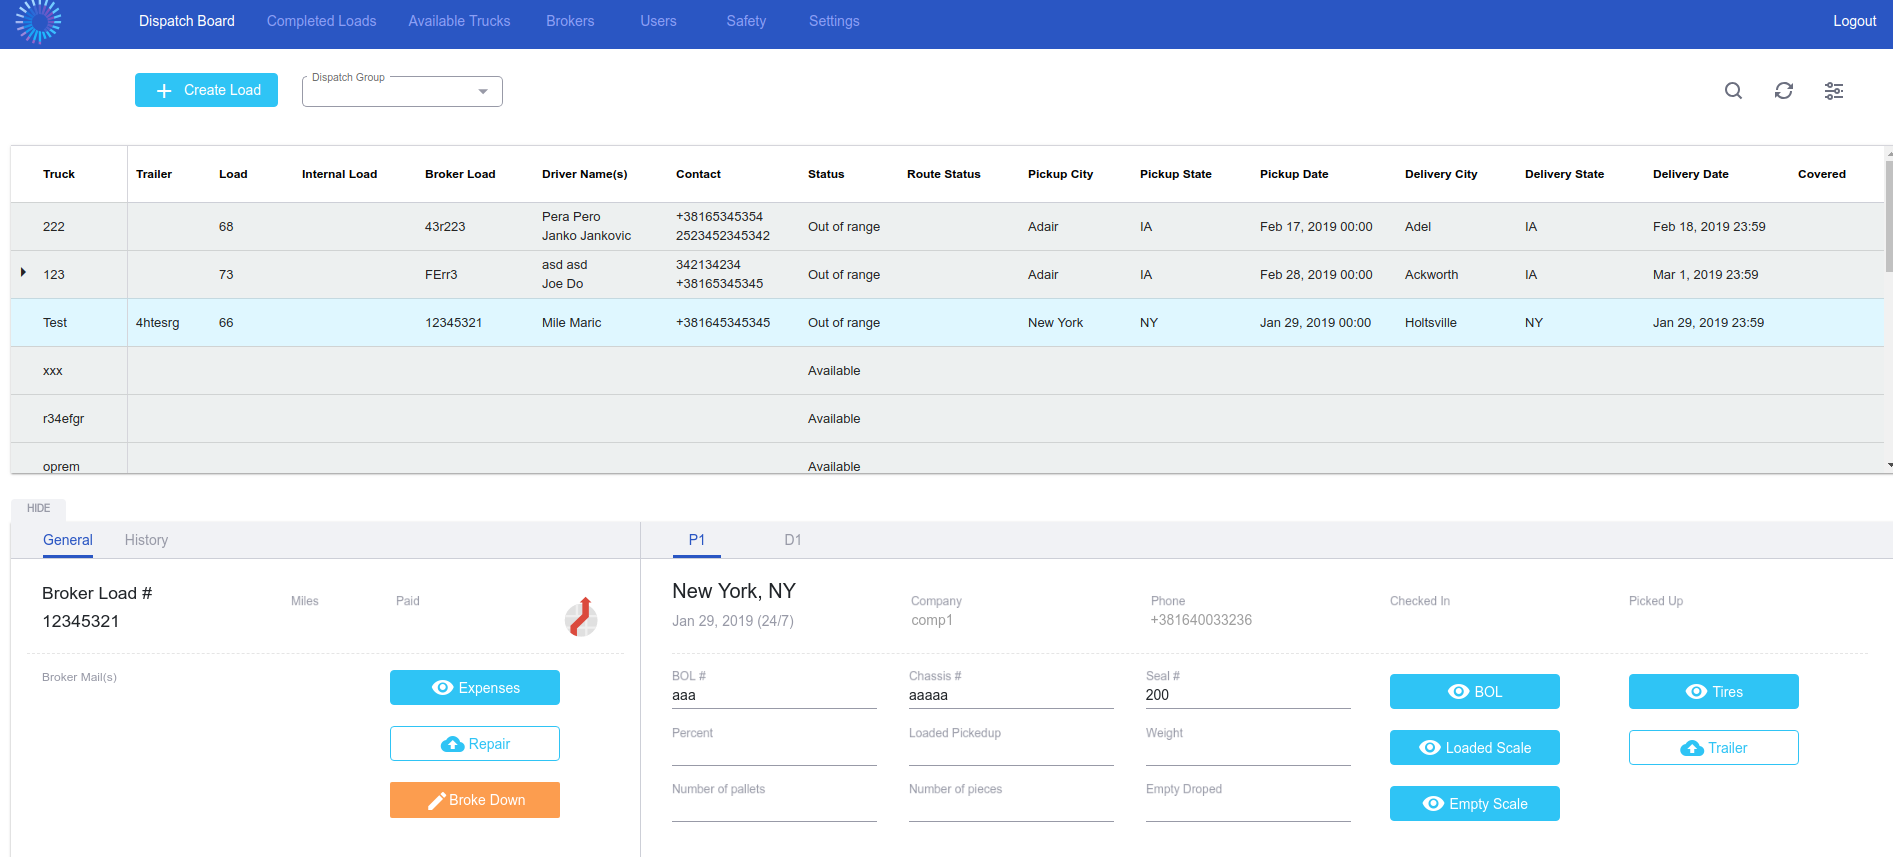 Dispatch Board Completed Loads Available Trucks Brokers Users Safety Settings Logout
Create Load Dispatch Group
Truck Trailer Load Internal Load Broker Load Driver Name(s) Contact Status Route Status Pickup City Pickup State Pickup Date Delivery City Delivery State Delivery Date Covered
Pera Pero +38165345354
222 68 43r223 Out of range Adair IA Feb 17, 2019 00:00 Adel IA Feb 18, 2019 23:59
Janko Jankovic 2523452345342
asd asd 342134234
123 73 FErr3 Out of range Adair IA Feb 28, 2019 00:00 Ackworth IA Mar 1, 2019 23:59
Joe Do +38165345345
Test 4htesrg 66 12345321 Mile Maric +381645345345 Out of range New York NY Jan 29, 2019 00:00 Holtsville NY Jan 29, 2019 23:59
xxx Available
r34efgr Available
oprem Available
HIDE
General History
Broker Load #
12345321
Miles
Paid
Broker Mail(s)
Expenses
Repair
Broke Down
P1 D1
New York, NY
Jan 29, 2019 (24/7)
Company
comp1
Phone
+381640033236
Checked In
Picked Up
BOL # Chassis # Seal #
aaa aaaaa 200
Percent Loaded Pickedup Weight
Number of pallets Number of pieces Empty Droped
BOL Tires
Loaded Scale Trailer
Empty Scale